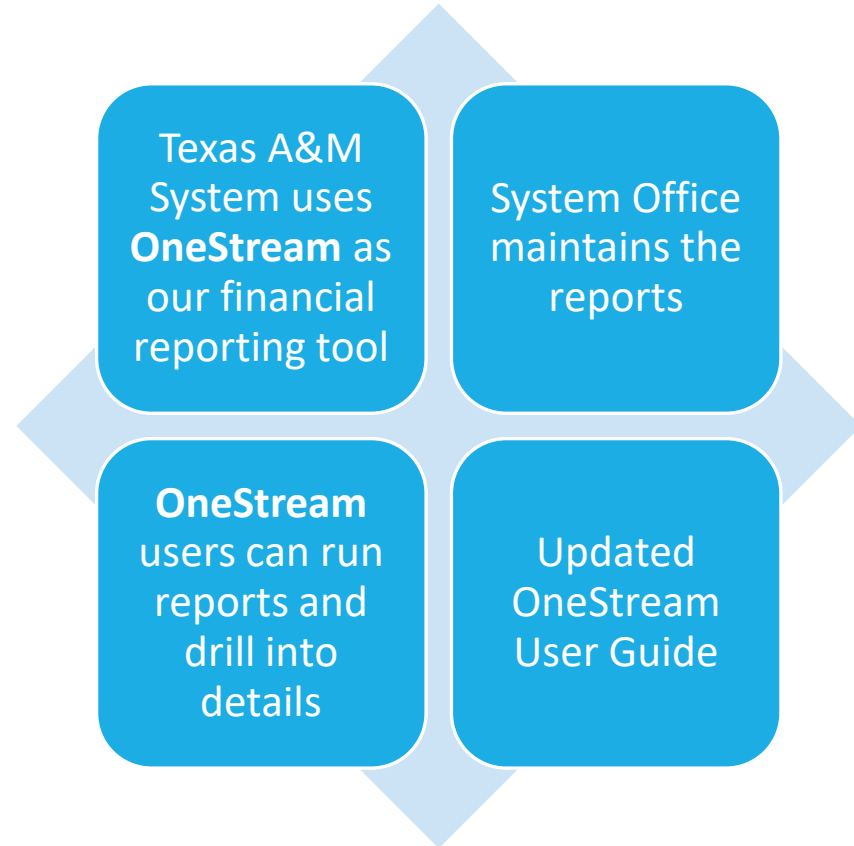 Texas A&M
System uses
OneStream as
our financial
reporting tool
System Office
maintains the
reports
OneStream
users can run
reports and
drill into
details
Updated
OneStream
User Guide